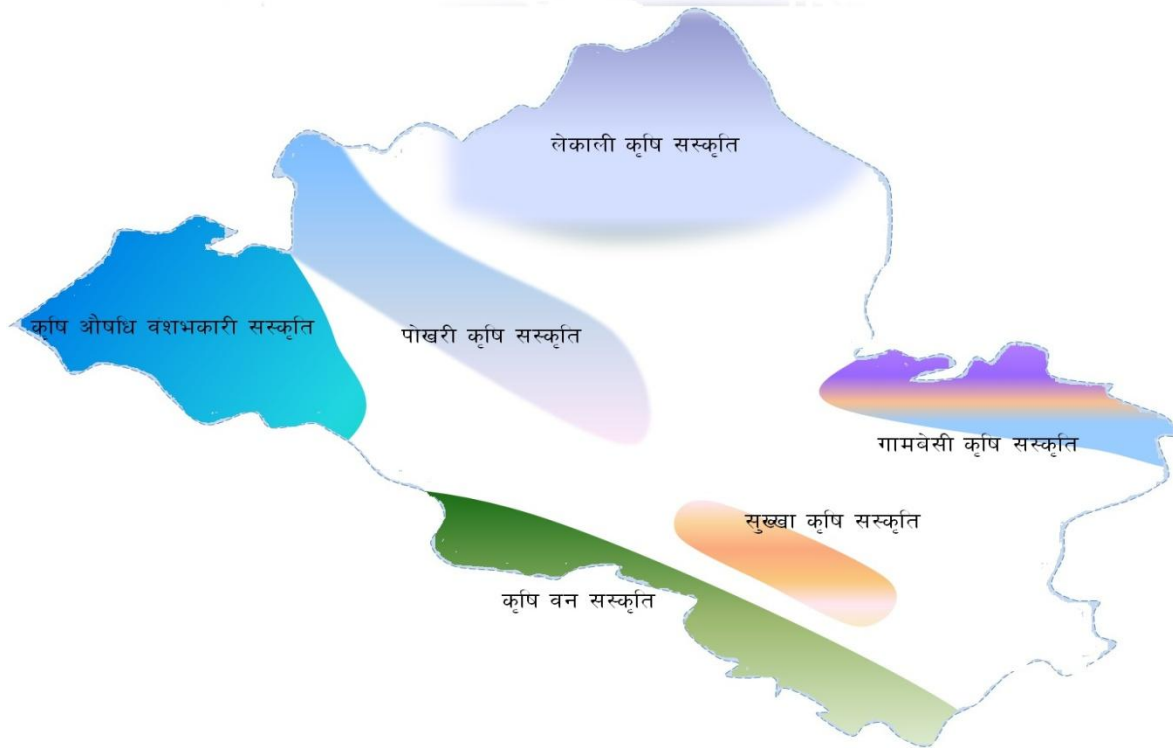 लेकाली कृषि सस्कृति
कृषि औषधि वंशभकारी सस्कृति
पोखरी कृषि सस्कृति
गामबेसी कृषि सस्कृति
सुख्खा कृषि सस्कृति
कृषि वन सस्कृति